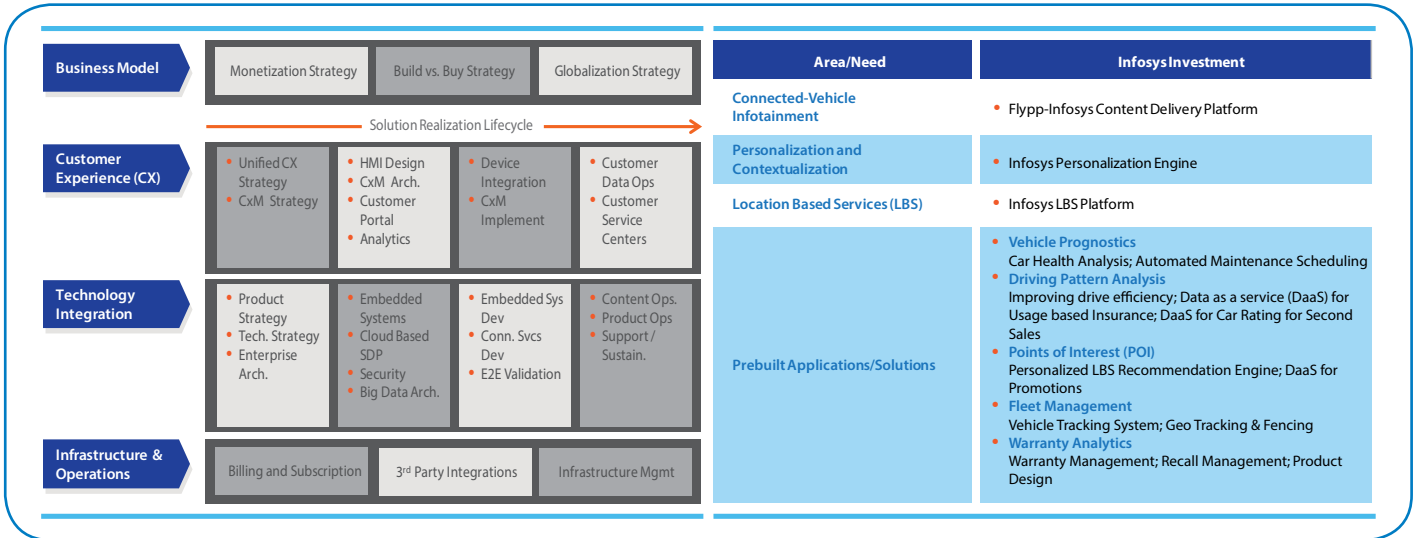 Business Model
Monetization Strategy
Build vs. Buy Strategy
Globalization Strategy
Solution Realization Lifecycle
Customer
Experience (CX)
• Unified CX
Strategy
• CxM Strategy
• HMI Design
• CxM Arch.
• Customer
Portal
• Analytics
• Device
Integration
• CxM
Implement
• Customer
Data Ops
• Customer
Service
Centers
Technology
Integration
• Product
Strategy
• Tech. Strategy
• Enterprise
Arch.
• Embedded
Systems
• Cloud Based
SDP
• Security
• Big Data Arch.
• Embedded Sys
Dev
• Conn. Svcs
Dev
• E2E Validation
• Content Ops.
• Product Ops
• Support /
Sustain.
Infrastructure &
Operations
Billing and Subscription
3rd Party Integrations
Infrastructure Mgmt
Area/Need
Infosys Investment
Connected-Vehicle
Infotainment
• Flypp-Infosys Content Delivery Platform
Personalization and
Contextualization
• Infosys Personalization Engine
Location Based Services (LBS)
• Infosys LBS Platform
Prebuilt Applications/Solutions
• Vehicle Prognostics
Car Health Analysis; Automated Maintenance Scheduling
• Driving Pattern Analysis
Improving drive efficiency; Data as a service (DaaS) for
Usage based Insurance; DaaS for Car Rating for Second
Sales
• Points of Interest (POI)
Personalized LBS Recommendation Engine; DaaS for
Promotions
• Fleet Management
Vehicle Tracking System; Geo Tracking & Fencing
• Warranty Analytics
Warranty Management; Recall Management; Product
Design